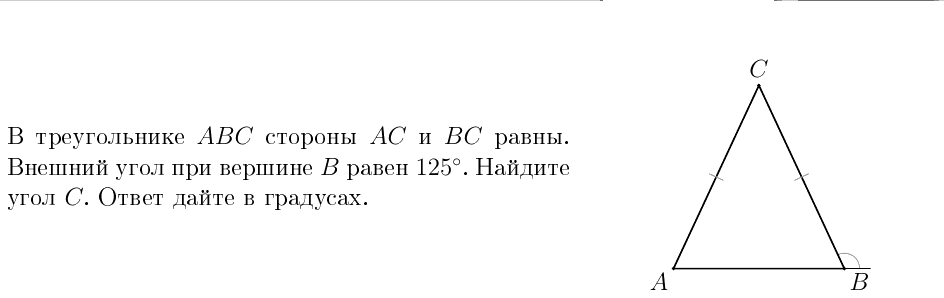 В треугольнике ABC стороны AC и BC равны.
Внешний угол при вершине B равен 125°. Найдите
угол C. Ответ дайте в градусах.
C
A
B